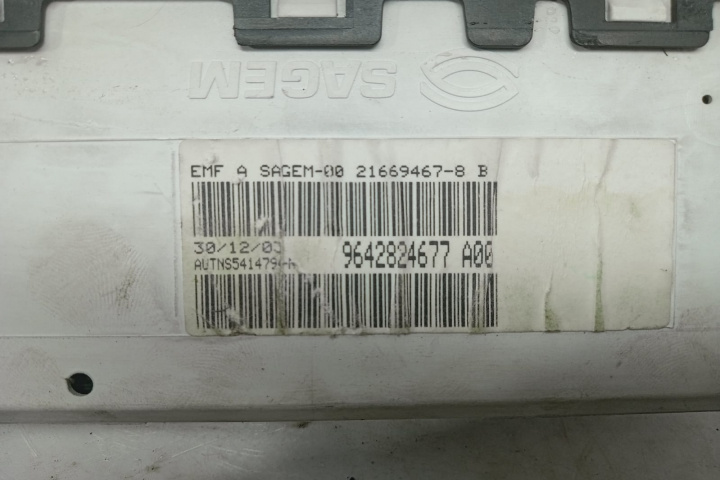 SAGEM
EMF A SAGEM-00 21669467-8 B
30/12/03
9642824677 A00